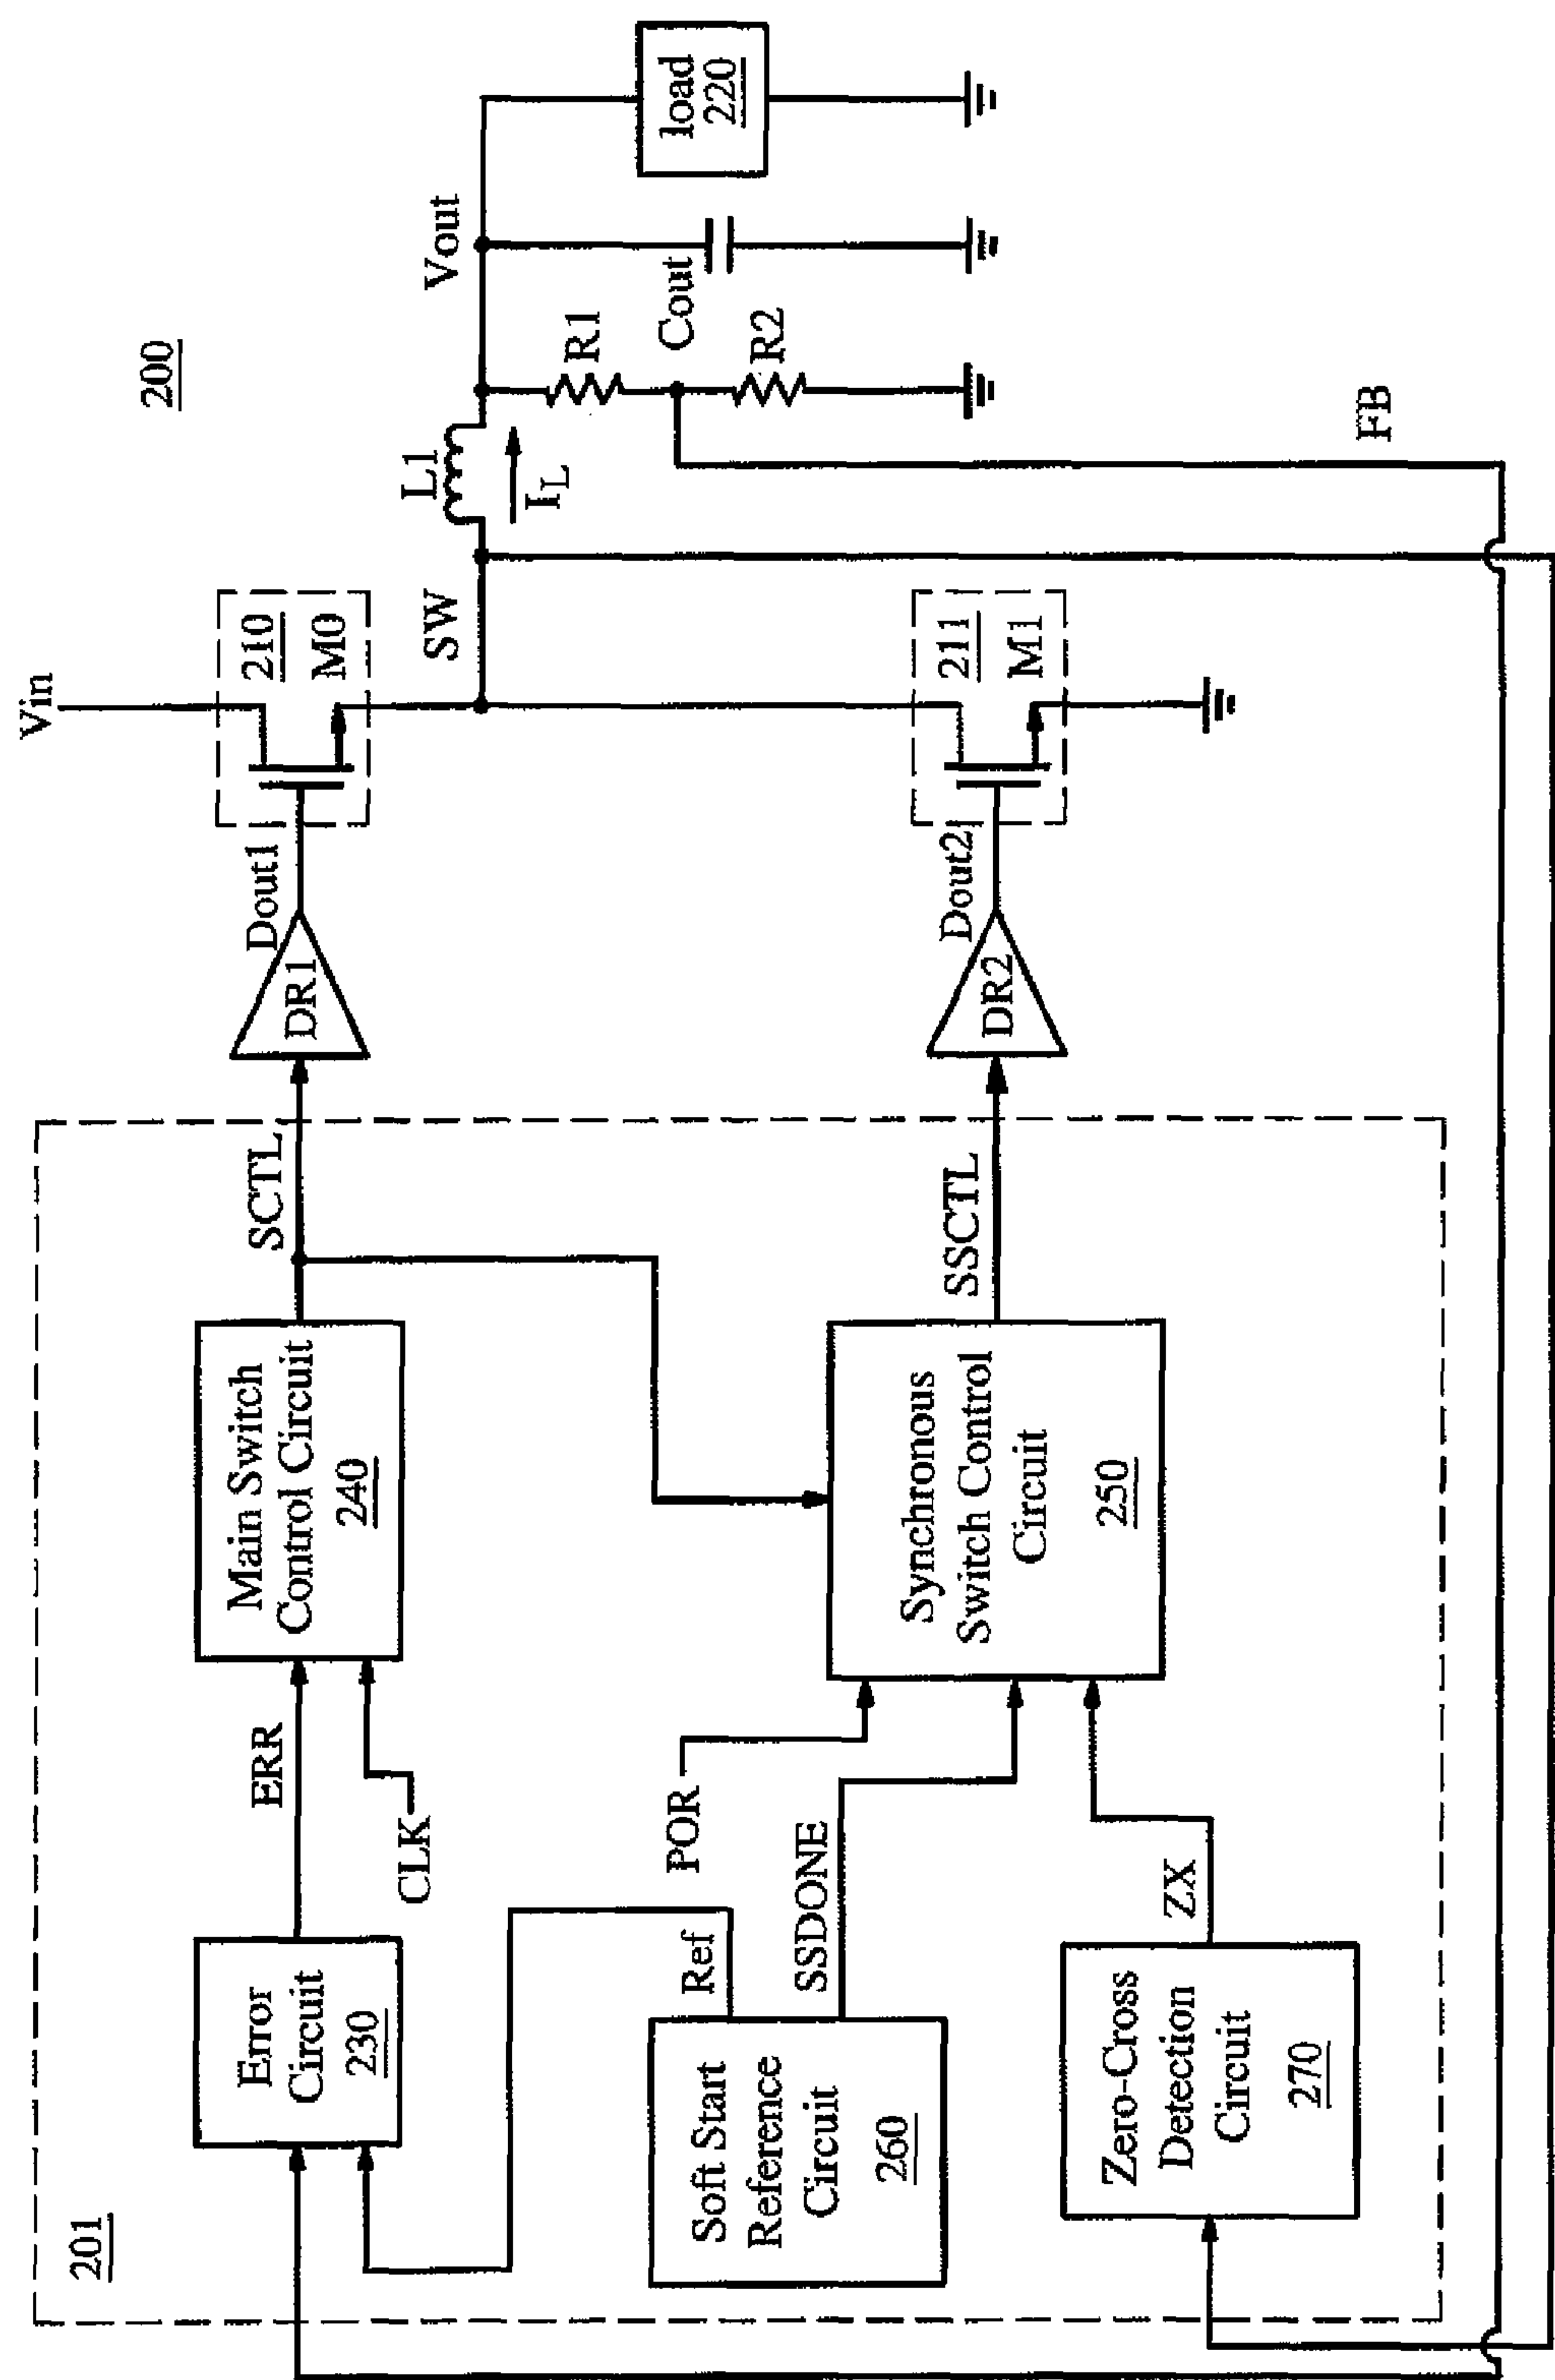 200
201
Vin
210
M0
Dout1
DR1
SCTL
Main Switch
Control Circuit
240
ERR
CLK
Error
Circuit
230
SW
L1
I_L
Vout
R1
R2
Cout
load
220
FB
211
M1
Dout2
DR2
SSCTL
Synchronous
Switch Control
Circuit
250
POR
SSDONE
Ref
Soft Start
Reference
Circuit
260
ZX
Zero-Cross
Detection
Circuit
270